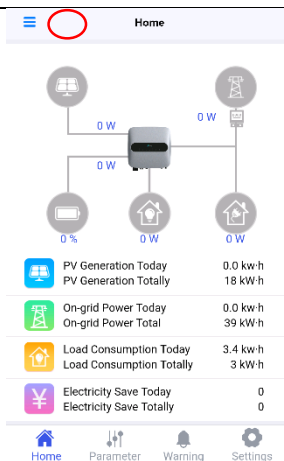 Home
0 W
0 W
0 W
0 %
0 W
0 W
PV Generation Today 0.0 kw·h
PV Generation Totally 18 kW·h
On-grid Power Today 0.0 kw·h
On-grid Power Total 39 kW·h
Load Consumption Today 3.4 kw·h
Load Consumption Totally 3 kW·h
¥
Electricity Save Today 0
Electricity Save Totally 0
Home Parameter Warning Settings